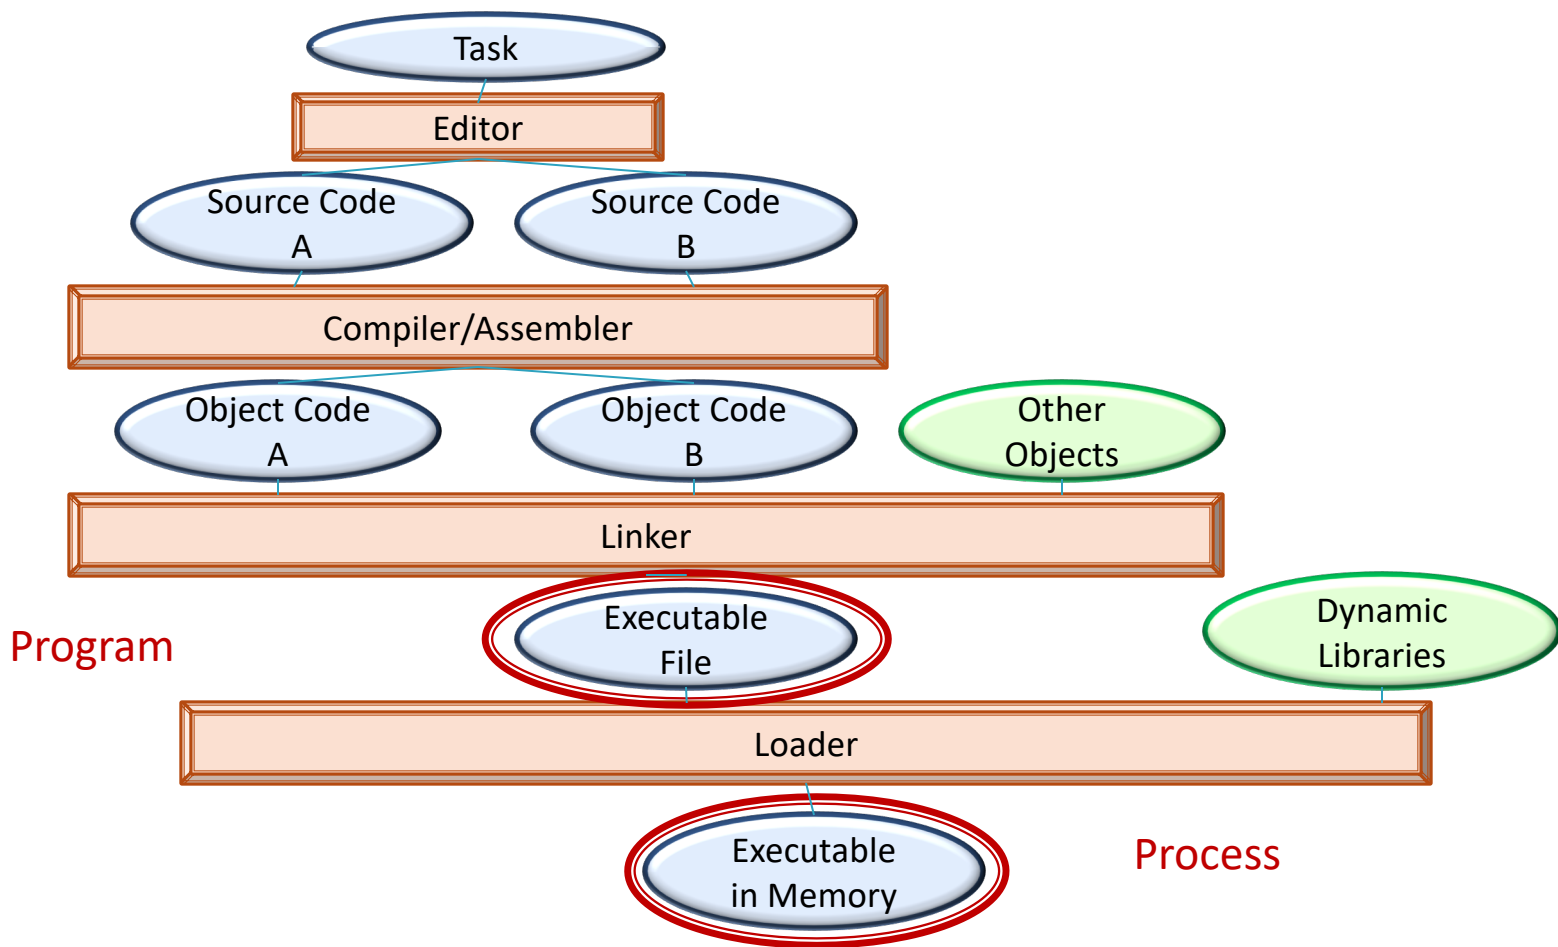 Task
Editor
Source Code
A
Source Code
B
Compiler/Assembler
Object Code
A
Object Code
B
Other
Objects
Linker
Program
Executable
File
Dynamic
Libraries
Loader
Executable
in Memory
Process